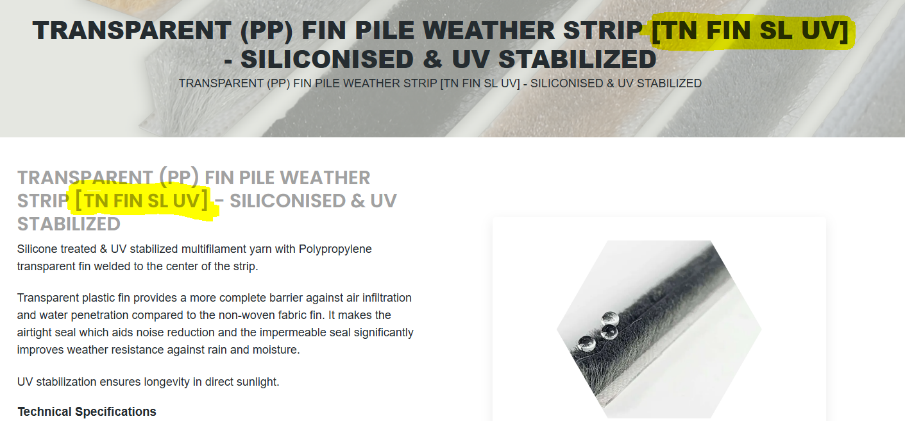 TRANSPARENT (PP) FIN PILE WEATHER STRIP [TN FIN SL UV]
- SILICONISED & UV STABILIZED
TRANSPARENT (PP) FIN PILE WEATHER STRIP [TN FIN SL UV] - SILICONISED & UV STABILIZED
TRANSPARENT (PP) FIN PILE WEATHER
STRIP [TN FIN SL UV] - SILICONISED & UV
STABILIZED
Silicone treated & UV stabilized multifilament yarn with Polypropylene
transparent fin welded to the center of the strip.
Transparent plastic fin provides a more complete barrier against air infiltration
and water penetration compared to the non-woven fabric fin. It makes the
airtight seal which aids noise reduction and the impermeable seal significantly
improves weather resistance against rain and moisture.
UV stabilization ensures longevity in direct sunlight.
Technical Specifications